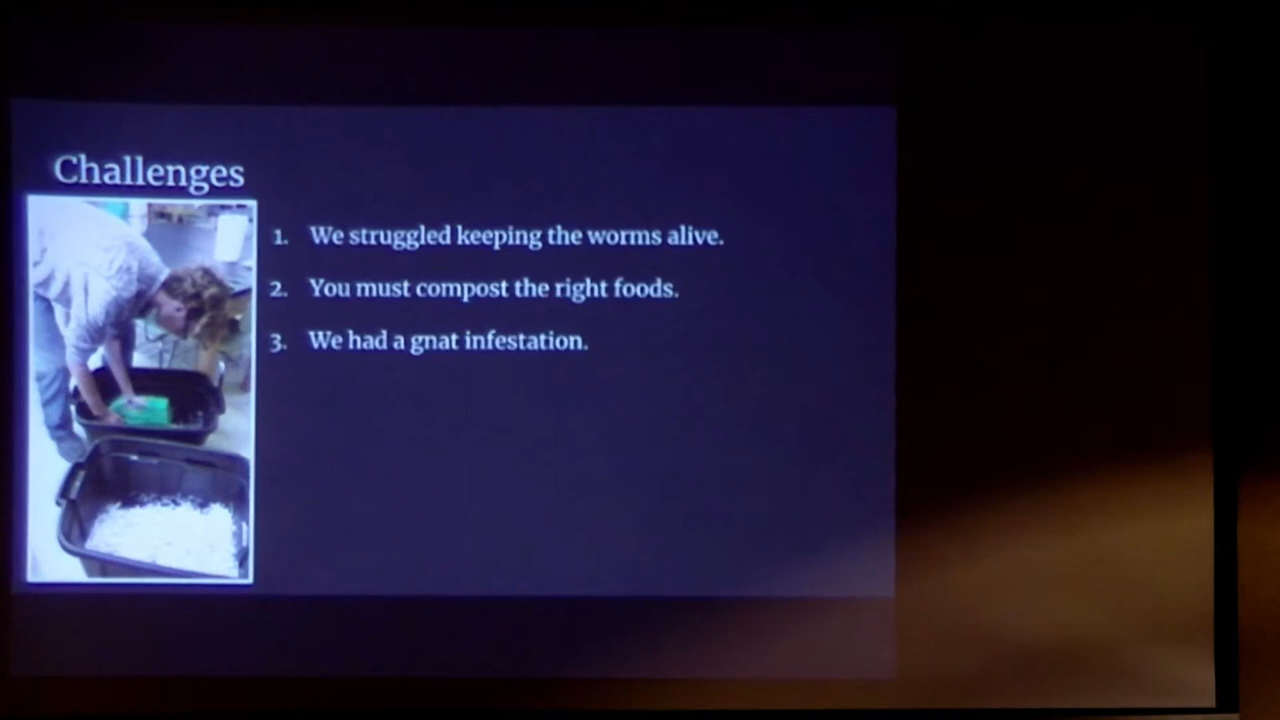 Challenges
1. We struggled keeping the worms alive.
2. You must compost the right foods.
3. We had a gnat infestation.